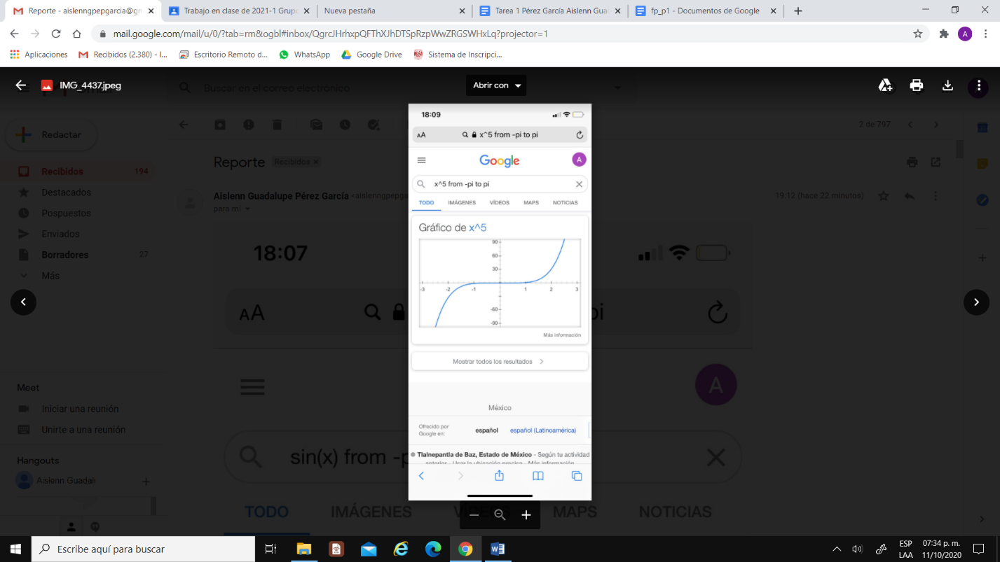 Reporte - aislenngpepgarcia@gm
Trabajo en clase de 2021-1 Grupo
Nueva pestaña
Tarea 1 Pérez García Aislenn Gua
fp_p1 - Documentos de Google
mail.google.com/mail/u/0/?tab=rm&ogbl#inbox/QgrcJHrhxpQFThXJhDTSpRzpWwZRGSWHxLq?projector=1
A
Aplicaciones
Recibidos (2.380) - l...
Escritorio Remoto d...
WhatsApp
Google Drive
Sistema de Inscripci...
IMG_4437.jpeg
Buscar en el correo electrónico
Abrir con
Redactar
2 de 797
Recibidos 194
Destacados
Pospuestos
Enviados
Borradores 27
Más
Reporte
Recibidos ×
Aislenn Guadalupe Pérez García <aislenngpepga
para mí
19:12 (hace 22 minutos)
18:07
AA
pi
A
sin(x) from -p
TODO IMÁGENES VÍDEOS MAPS NOTICIAS
18:09
AA x^5 from -pi to pi
Google
A
x^5 from -pi to pi
TODO IMÁGENES VÍDEOS MAPS NOTICIAS
Gráfico de x^5
90
60
30
-3 -2 -1 1 2 3
-60
-90
Más información
Mostrar todos los resultados
México
Ofrecido por
Google en:
español español (Latinoamérica)
Tlalnepantla de Baz, Estado de México - Según tu actividad
anterior - Usar la ubicación precisa - Más información
Meet
Iniciar una reunión
Unirte a una reunión
Hangouts
Aislenn Guadal
Escribe aquí para buscar
ESP
LAA
07:34 p. m.
11/10/2020